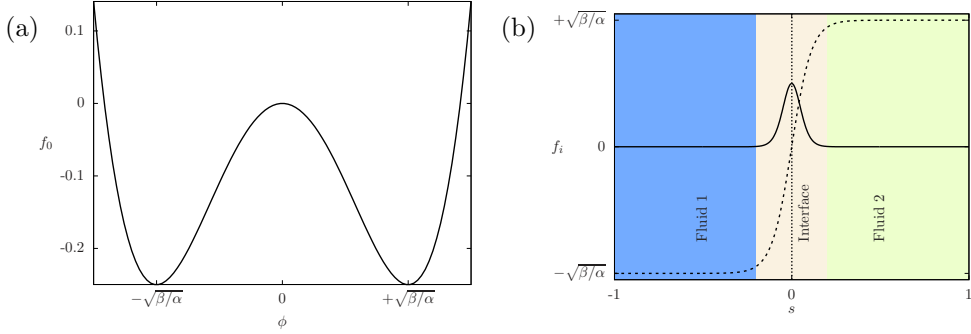 (a)
0.1
0
-0.1
-0.2
f₀
−√β/α
0
+√β/α
ϕ
(b)
+√β/α
0
−√β/α
fᵢ
Fluid 1
Interface
Fluid 2
-1
0
1
s